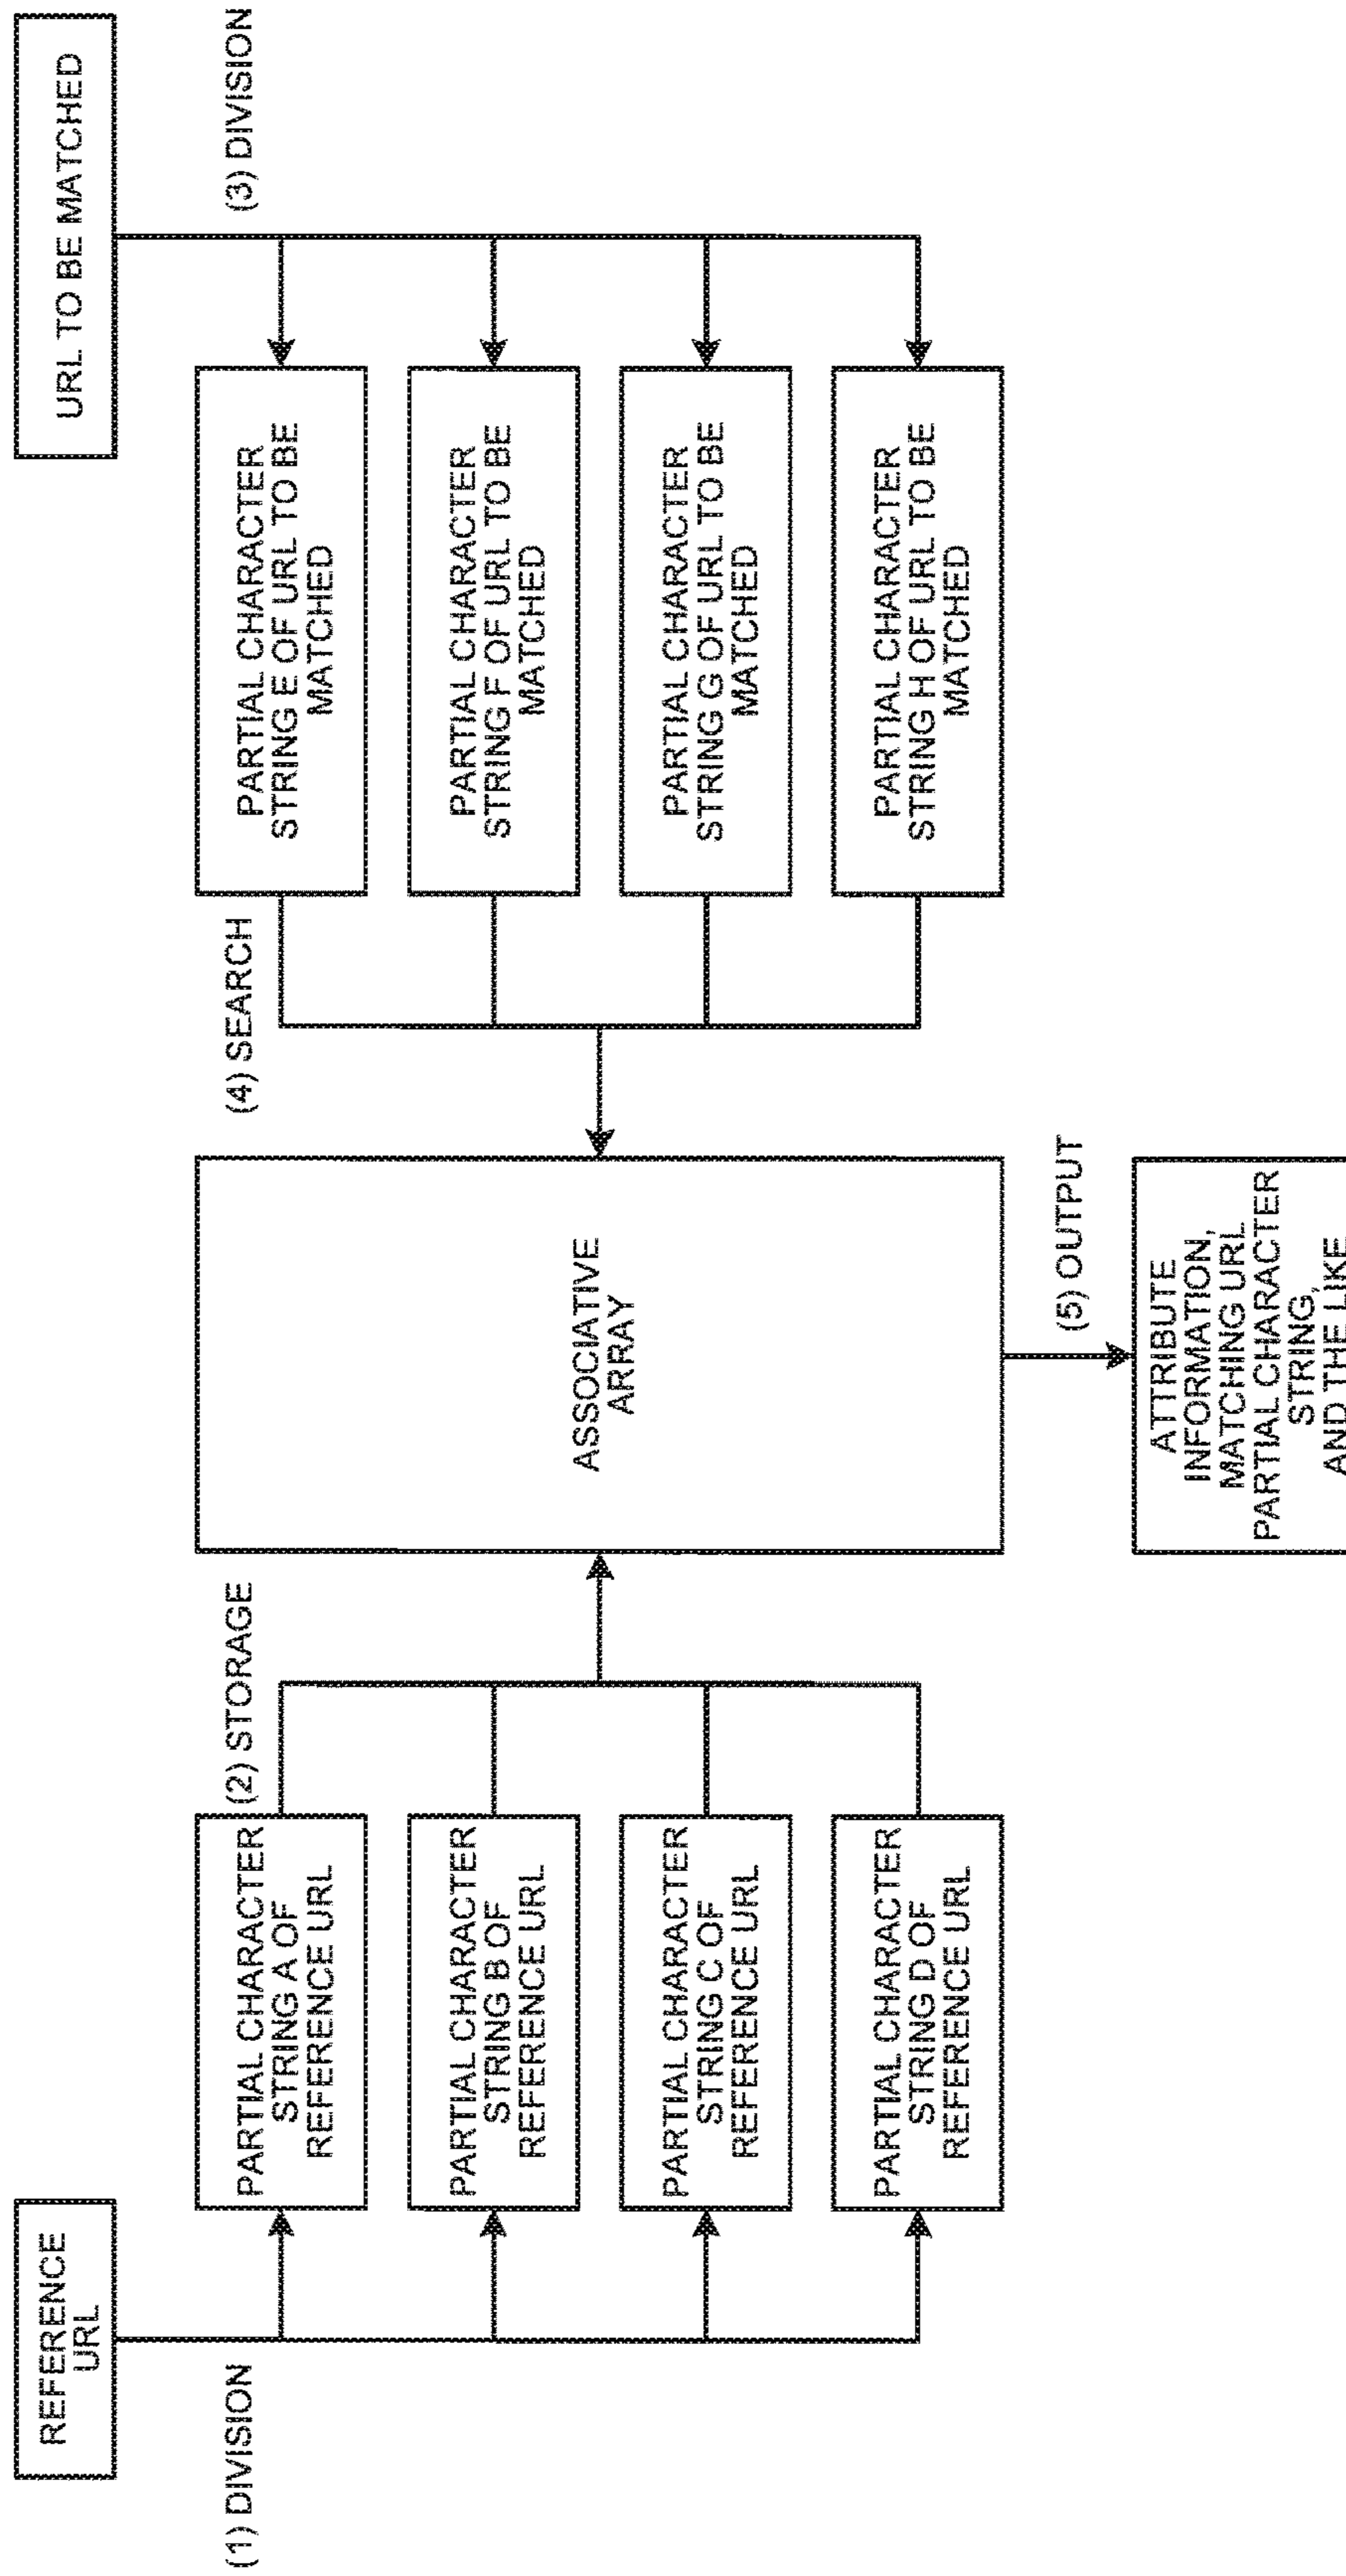 REFERENCE
URL
(1) DIVISION
PARTIAL CHARACTER
STRING A OF
REFERENCE URL
PARTIAL CHARACTER
STRING B OF
REFERENCE URL
PARTIAL CHARACTER
STRING C OF
REFERENCE URL
PARTIAL CHARACTER
STRING D OF
REFERENCE URL
(2) STORAGE
ASSOCIATIVE
ARRAY
(5) OUTPUT
ATTRIBUTE
INFORMATION,
MATCHING URL
PARTIAL CHARACTER
STRING,
AND THE LIKE
(4) SEARCH
PARTIAL CHARACTER
STRING E OF URL TO BE
MATCHED
PARTIAL CHARACTER
STRING F OF URL TO BE
MATCHED
PARTIAL CHARACTER
STRING G OF URL TO BE
MATCHED
PARTIAL CHARACTER
STRING H OF URL TO BE
MATCHED
URL TO BE MATCHED
(3) DIVISION